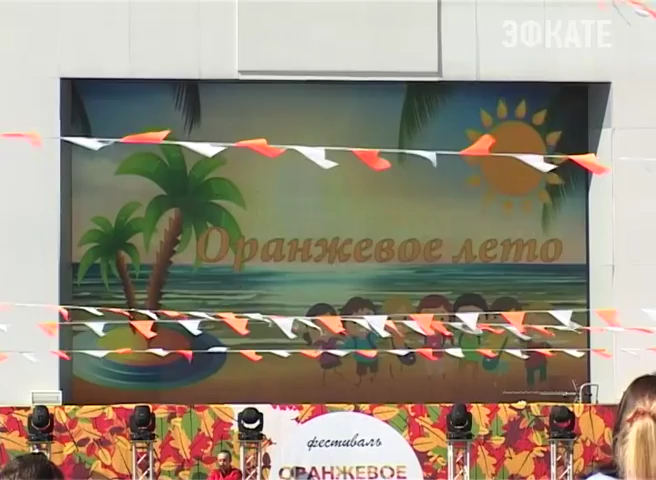 ЭФКАТЕ
Оранжевое лето
фестиваль
ОРАНЖЕВОЕ